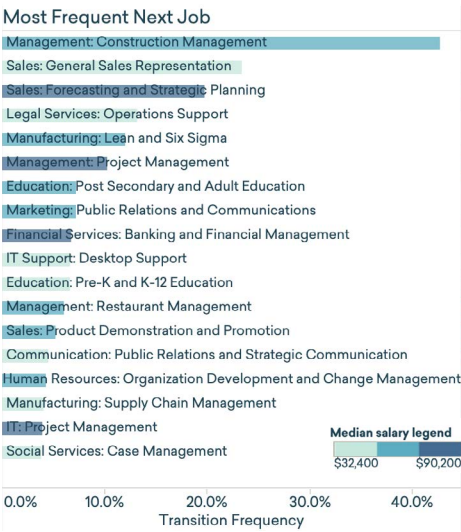 Most Frequent Next Job
Management: Construction Management
Sales: General Sales Representation
Sales: Forecasting and Strategic Planning
Legal Services: Operations Support
Manufacturing: Lean and Six Sigma
Management: Project Management
Education: Post Secondary and Adult Education
Marketing: Public Relations and Communications
Financial Services: Banking and Financial Management
IT Support: Desktop Support
Education: Pre-K and K-12 Education
Management: Restaurant Management
Sales: Product Demonstration and Promotion
Communication: Public Relations and Strategic Communication
Human Resources: Organization Development and Change Management
Manufacturing: Supply Chain Management
IT: Project Management
Social Services: Case Management
Median salary legend
$32,400 $90,200
0.0% 10.0% 20.0% 30.0% 40.0%
Transition Frequency